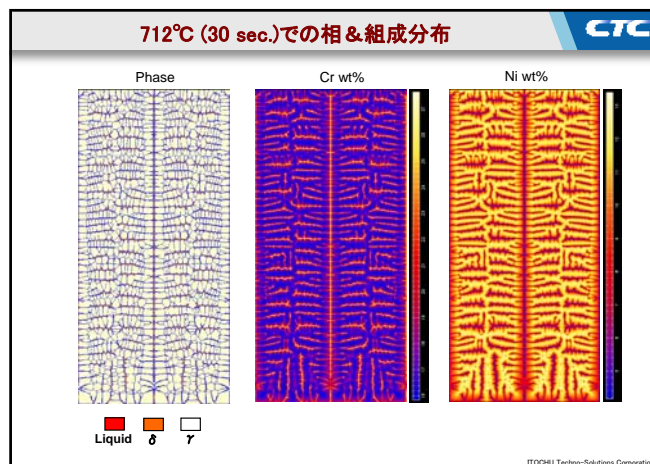 712℃ (30 sec.)での相＆組成分布
CTC
Phase
Cr wt%
Ni wt%
Liquid
δ
γ
ITOCHU Techno-Solutions Corporatio